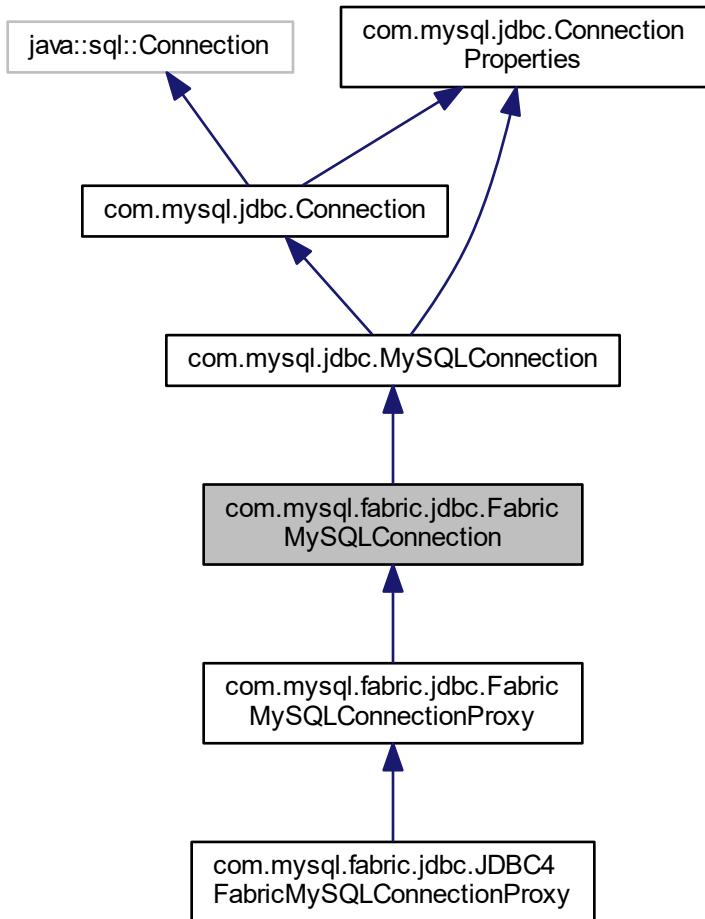 java::sql::Connection
com.mysql.jdbc.Connection
Properties
com.mysql.jdbc.Connection
com.mysql.jdbc.MySQLConnection
com.mysql.fabric.jdbc.Fabric
MySQLConnection
com.mysql.fabric.jdbc.Fabric
MySQLConnectionProxy
com.mysql.fabric.jdbc.JDBC4
FabricMySQLConnectionProxy